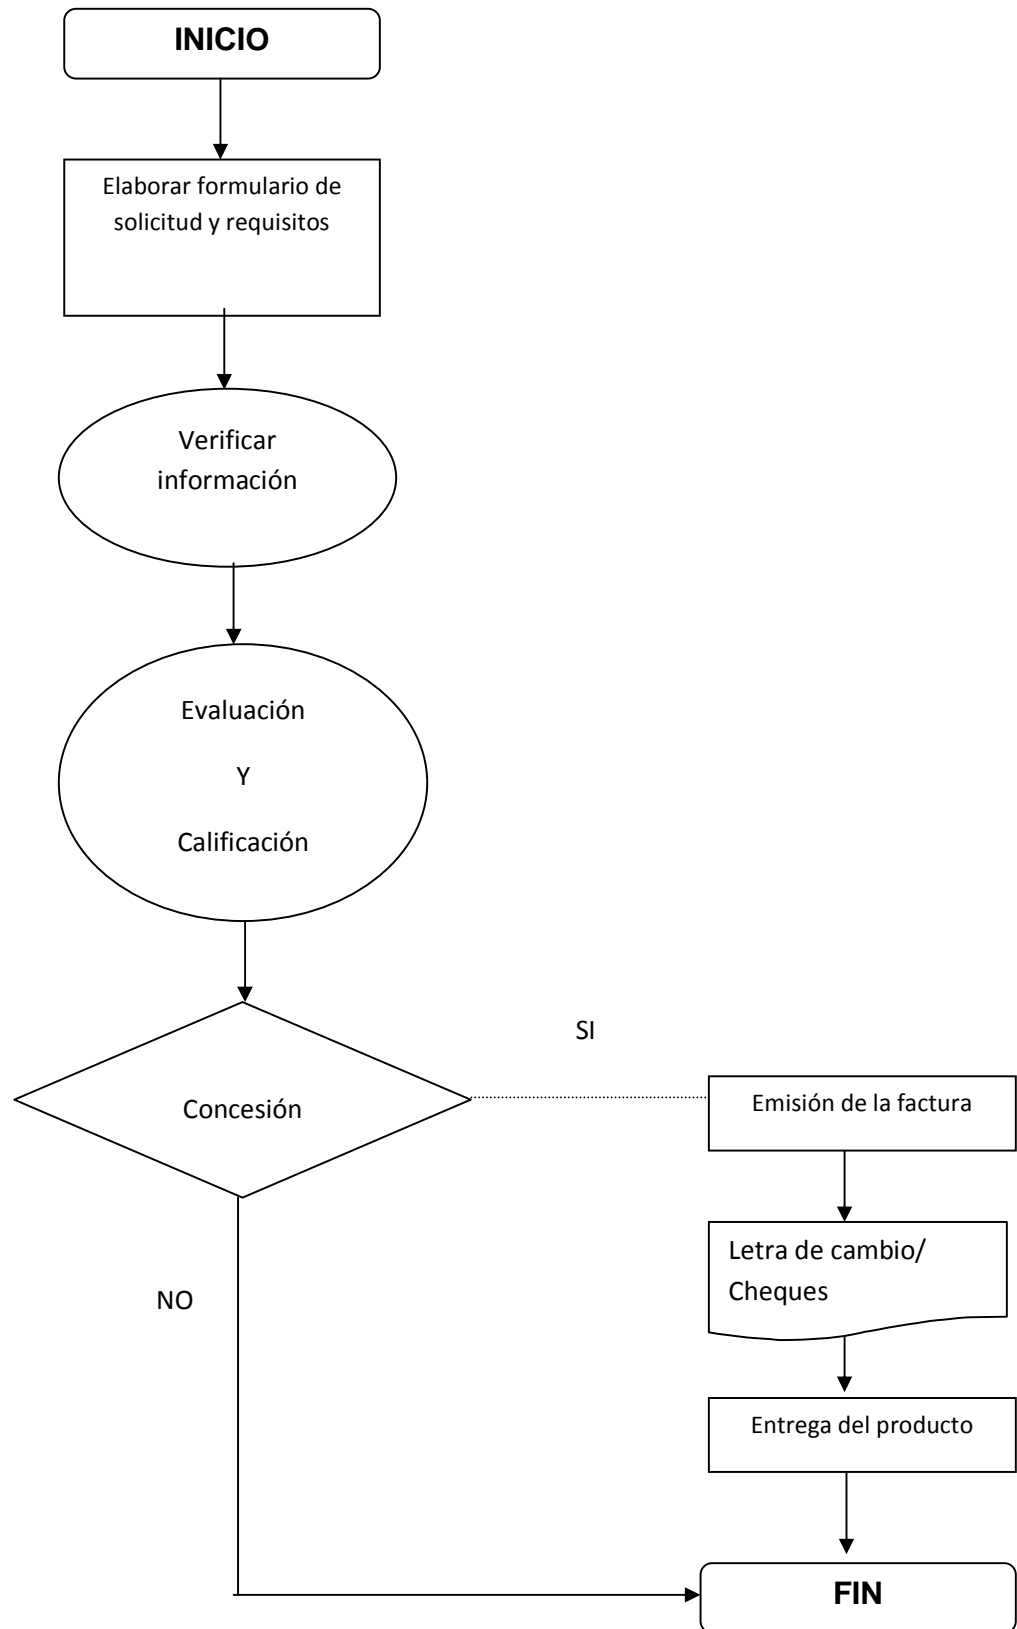 INICIO
Elaborar formulario de
solicitud y requisitos
Verificar
información
Evaluación
Y
Calificación
SI
Concesión
Emisión de la factura
Letra de cambio/
Cheques
NO
Entrega del producto
FIN